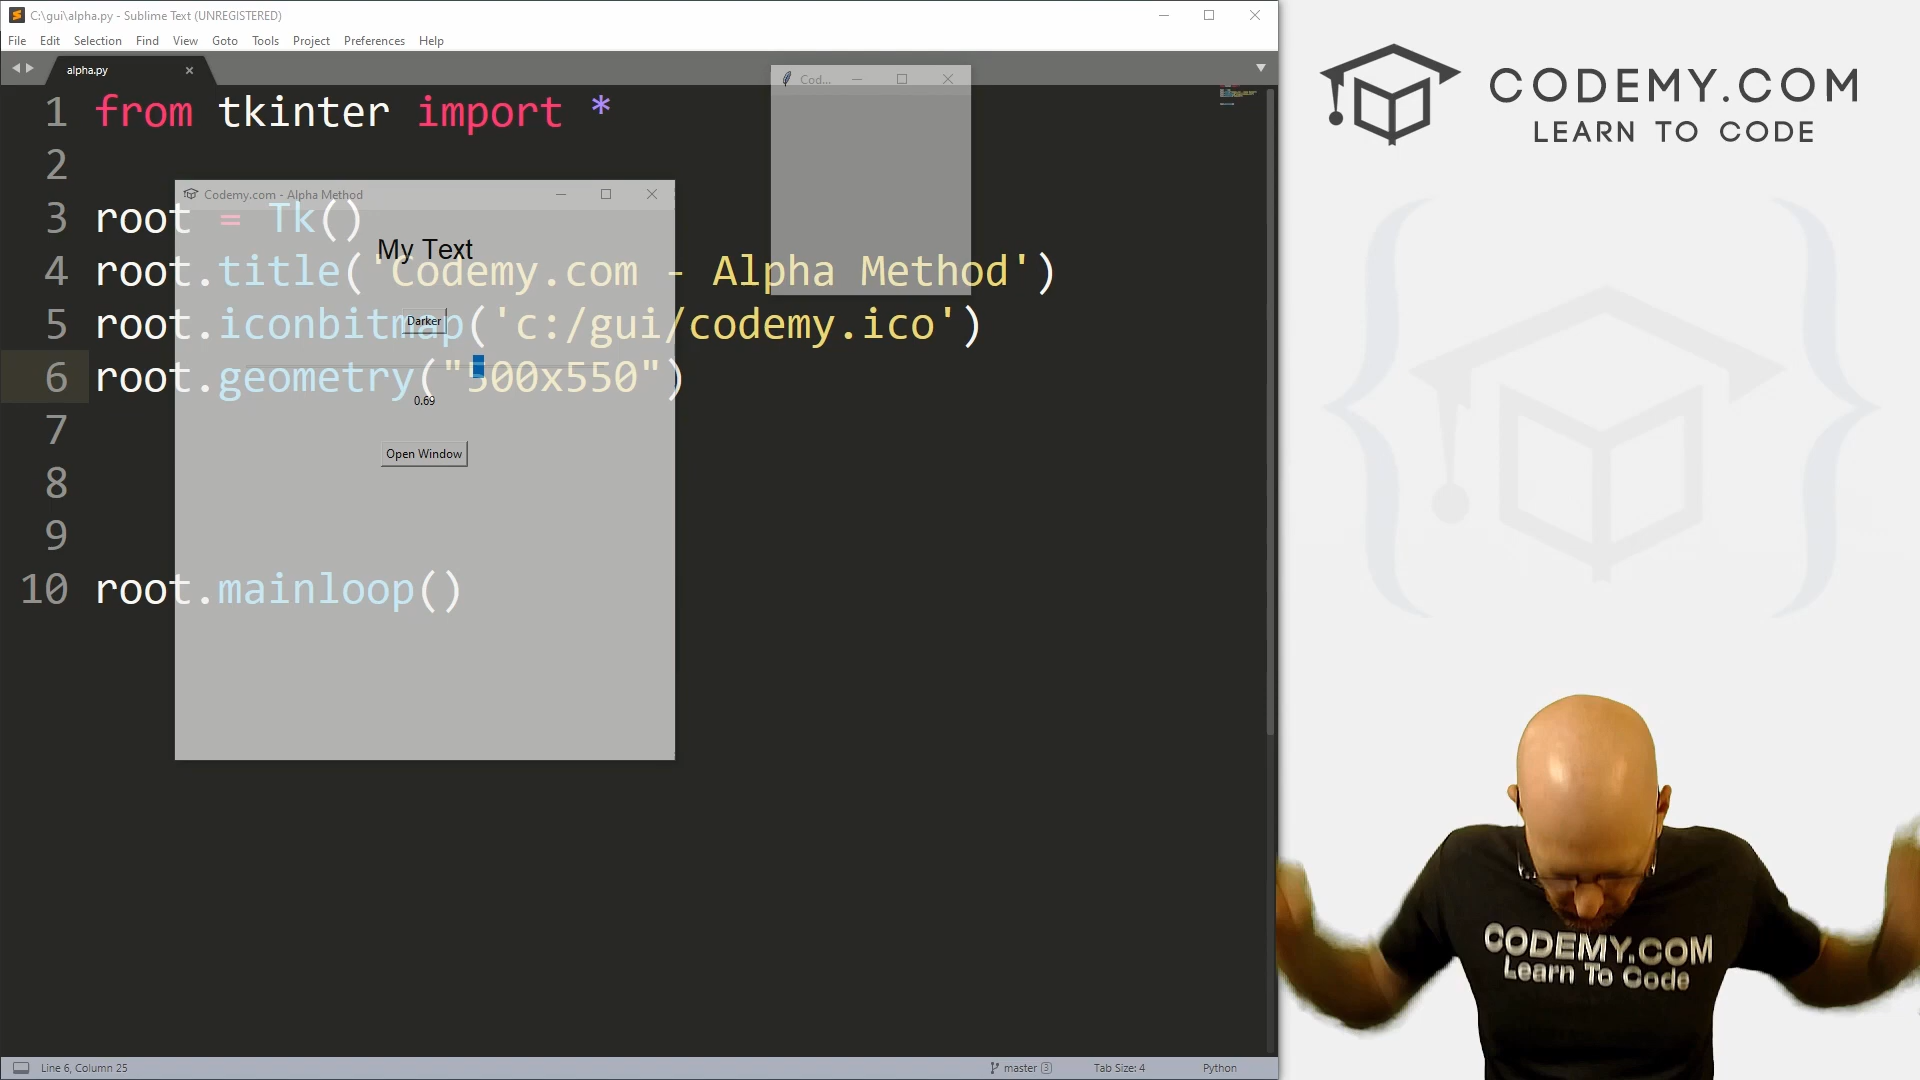 C:\gui\alpha.py - Sublime Text (UNREGISTERED)
File Edit Selection Find View Goto Tools Project Preferences Help
alpha.py
1 from tkinter import *
2
3 root = Tk()
4 root.title('Codemy.com - Alpha Method')
5 root.iconbitmap('c:/gui/codemy.ico')
6 root.geometry("500x550")
7
8
9
10 root.mainloop()
Codemy.com - Alpha Method
My Text
Darker
0.69
Open Window
Cod...
Line 6, Column 25
master 3
Tab Size: 4
Python
CODEMY.COM
LEARN TO CODE
CODEMY.COM
Learn To Code